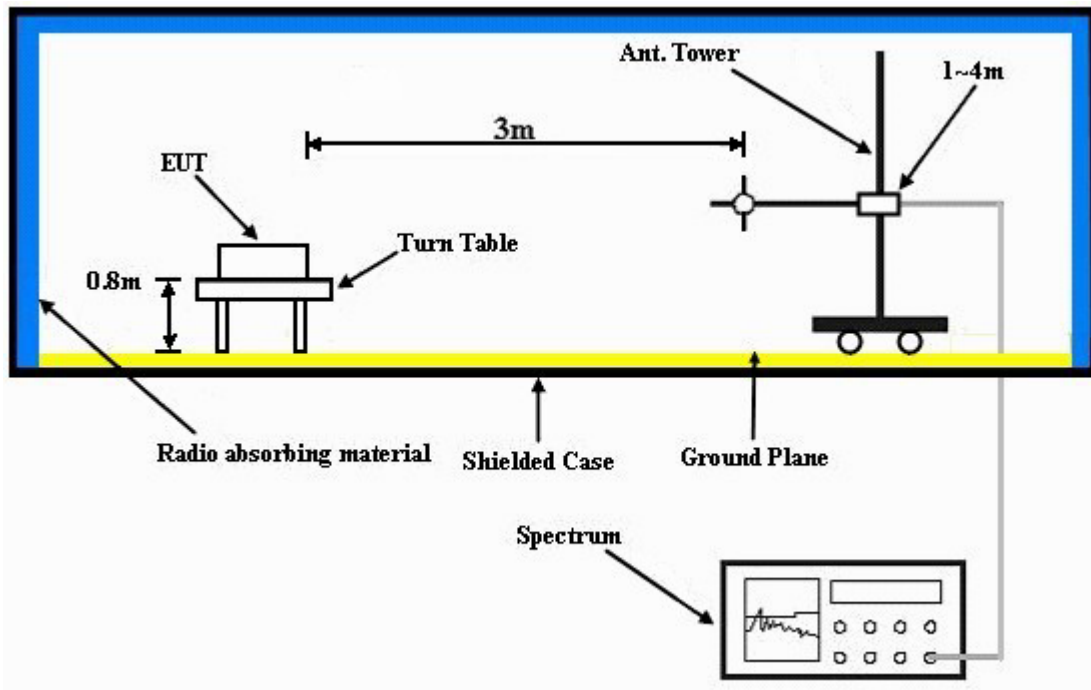 Ant. Tower
1~4m
3m
EUT
Turn Table
0.8m
Radio absorbing material
Shielded Case
Ground Plane
Spectrum